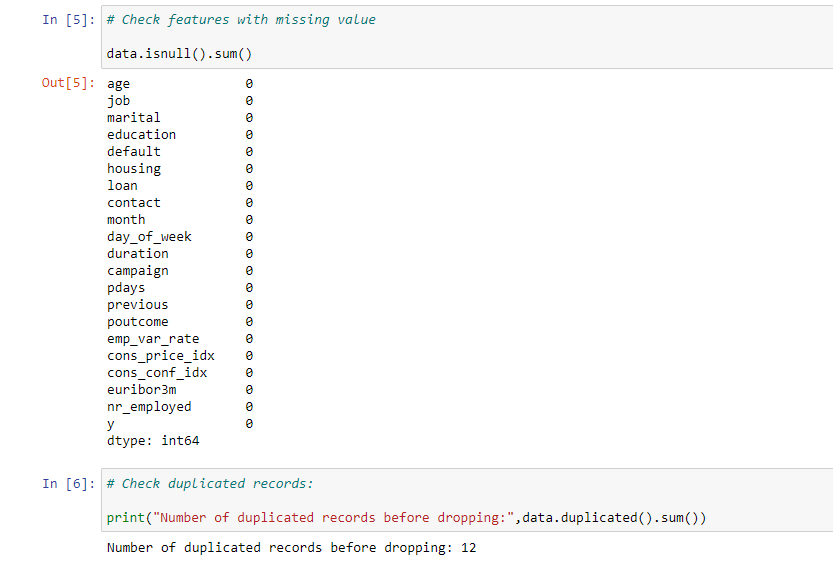 In [5]: # Check features with missing value
data.isnull().sum()
Out[5]: age 0
job 0
marital 0
education 0
default 0
housing 0
loan 0
contact 0
month 0
day_of_week 0
duration 0
campaign 0
pdays 0
previous 0
poutcome 0
emp_var_rate 0
cons_price_idx 0
cons_conf_idx 0
euribor3m 0
nr_employed 0
y 0
dtype: int64
In [6]: # Check duplicated records:
print("Number of duplicated records before dropping:",data.duplicated().sum())
Number of duplicated records before dropping: 12